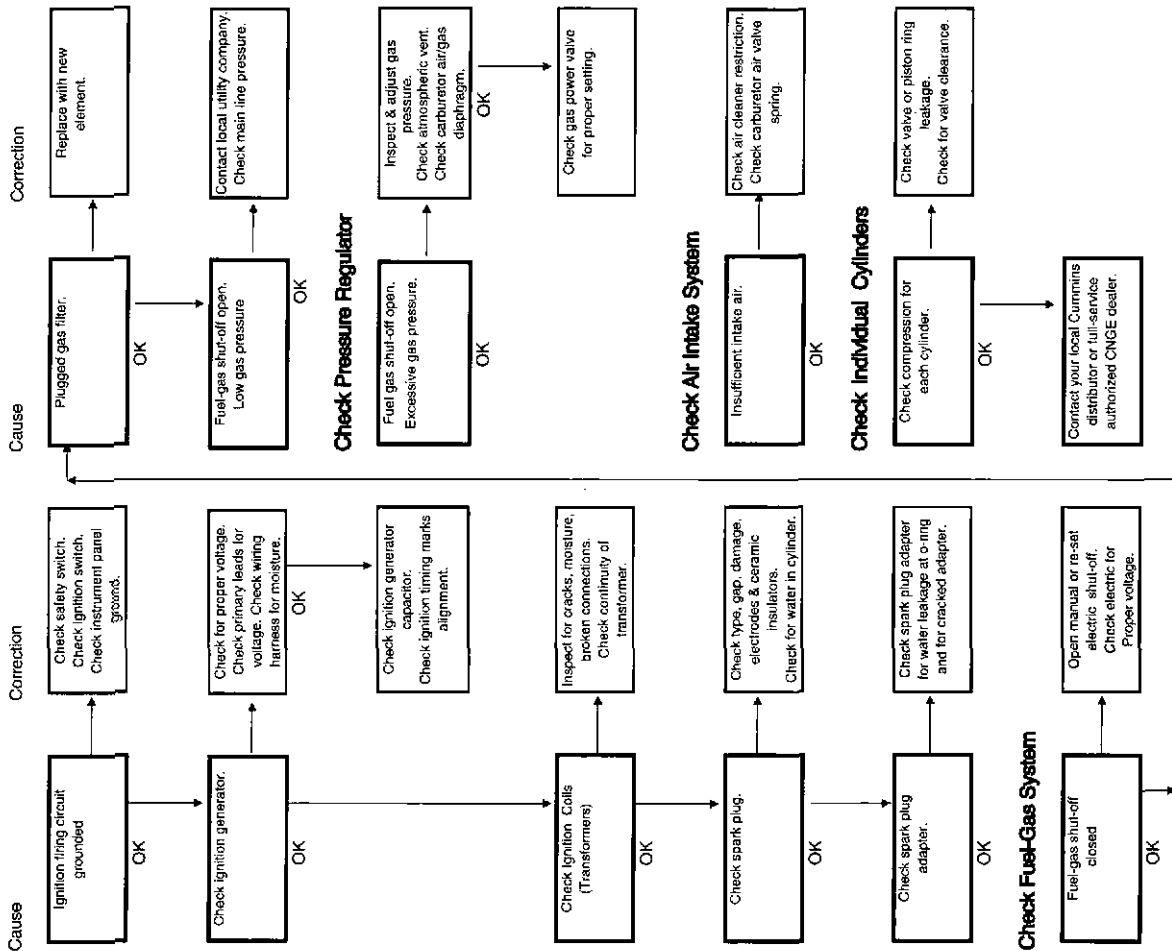 Cause
Correction
Ignition firing circuit
grounded
OK
Check safety switch.
Check ignition switch.
Check instrument panel
ground.
Check ignition generator.
OK
Check for proper voltage.
Check primary leads for
voltage. Check wiring
harness for moisture.
OK
Check ignition generator
capacitor.
Check ignition timing marks
alignment.
Check Ignition Coils
(Transformers)
OK
Inspect for cracks, moisture,
broken connections.
Check continuity of
transformer.
Check spark plug.
OK
Check type, gap, damage,
electrodes & ceramic
insulators.
Check for water in cylinder.
Check spark plug
adapter.
OK
Check spark plug adapter
for water leakage at o-ring
and for cracked adapter.
Check Fuel-Gas System
Fuel-gas shut-off
closed
OK
Open manual or re-set
electric shut-off.
Check electric for
Proper voltage.
Cause
Correction
Plugged gas filter.
OK
Replace with new
element.
Fuel-gas shut-off open.
Low gas pressure
OK
Contact local utility company.
Check main line pressure.
Check Pressure Regulator
Fuel gas shut-off open.
Excessive gas pressure.
OK
Inspect & adjust gas
pressure.
Check atmospheric vent.
Check carburetor air/gas
diaphragm.
OK
Check gas power valve
for proper setting.
Check Air Intake System
Insufficient intake air.
OK
Check air cleaner restriction.
Check carburetor air valve
spring.
Check Individual Cylinders
Check compression for
each cylinder.
OK
Check valve or piston ring
leakage.
Check for valve clearance.
Contact your local Cummins
distributor or full-service
authorized CNGE dealer.